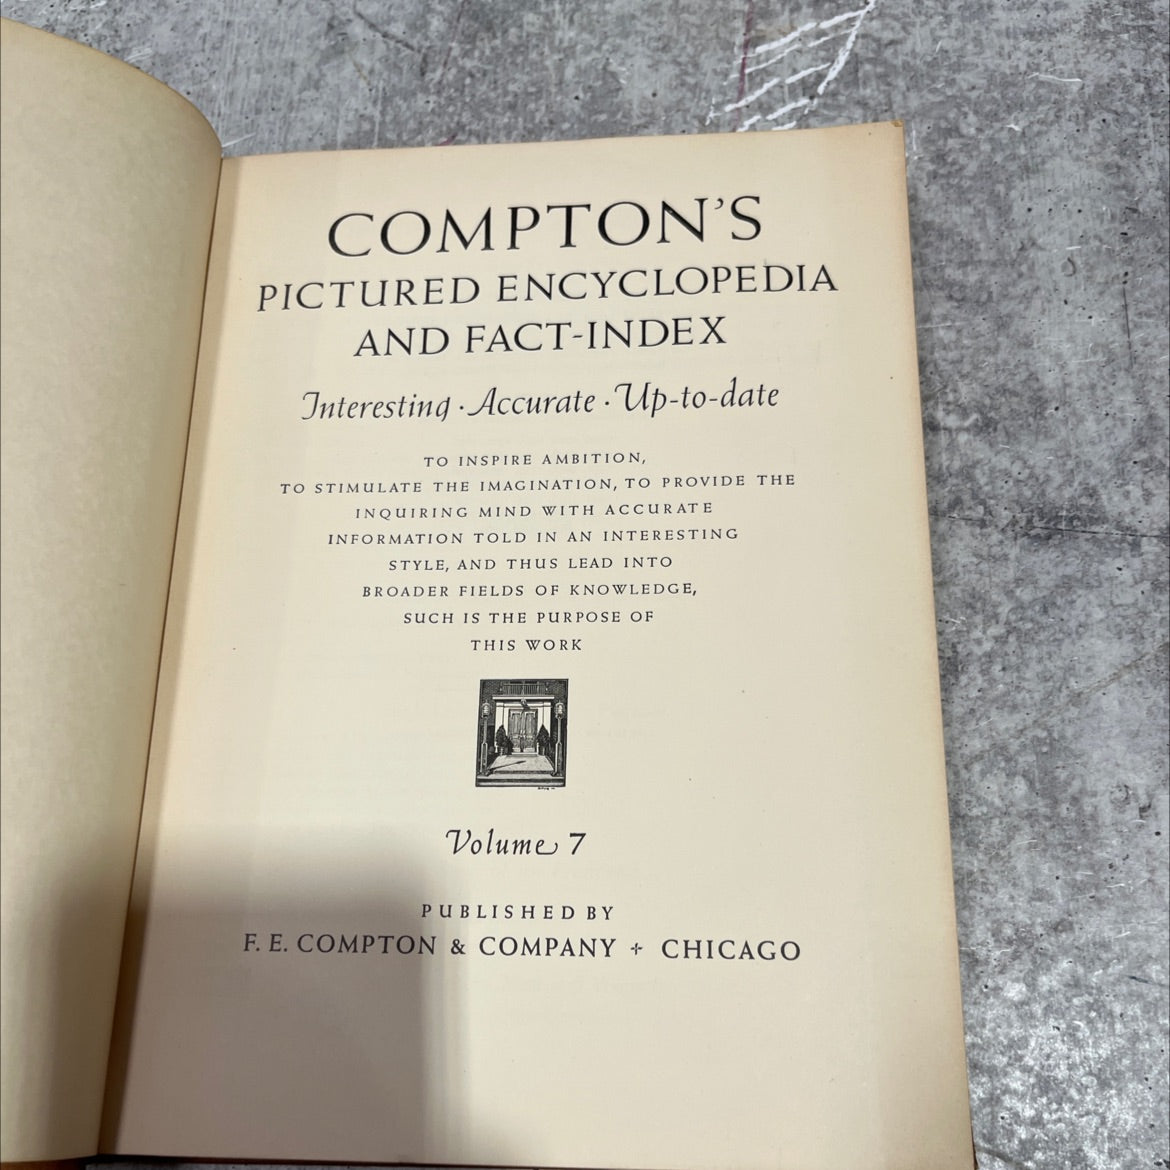 COMPTON'S
PICTURED ENCYCLOPEDIA
AND FACT-INDEX
Interesting · Accurate · Up-to-date
TO INSPIRE AMBITION,
TO STIMULATE THE IMAGINATION, TO PROVIDE THE
INQUIRING MIND WITH ACCURATE
INFORMATION TOLD IN AN INTERESTING
STYLE, AND THUS LEAD INTO
BROADER FIELDS OF KNOWLEDGE,
SUCH IS THE PURPOSE OF
THIS WORK
Volume 7
PUBLISHED BY
F. E. COMPTON & COMPANY + CHICAGO